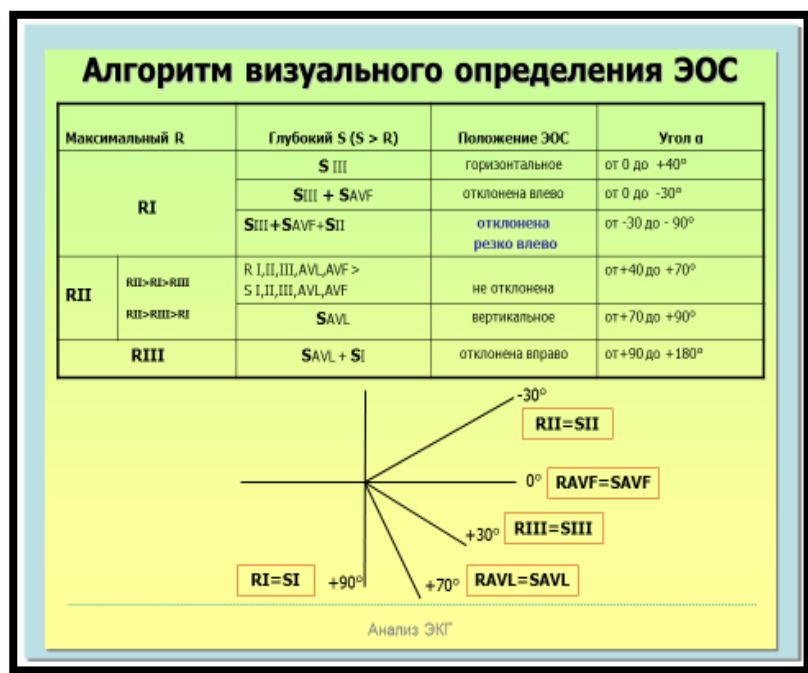 Алгоритм визуального определения ЭОС
Максимальный R
Глубокий S (S > R)
Положение ЭОС
Угол α
RI
S III
горизонтальное
от 0 до +40°
SIII + SAVF
отклонена влево
от 0 до -30°
SIII+SAVF+SII
отклонена
резко влево
от -30 до - 90°
RII
RII>RI>RIII
R I,II,III,AVL,AVF >
S I,II,III,AVL,AVF
не отклонена
от+40 до +70°
RII>RIII>RI
SAVL
вертикальное
от+70 до +90°
RIII
SAVL + SI
отклонена вправо
от+90 до +180°
-30°
RII=SII
0°
RAVF=SAVF
+30°
RIII=SIII
RI=SI
+90°
+70°
RAVL=SAVL
Анализ ЭКГ